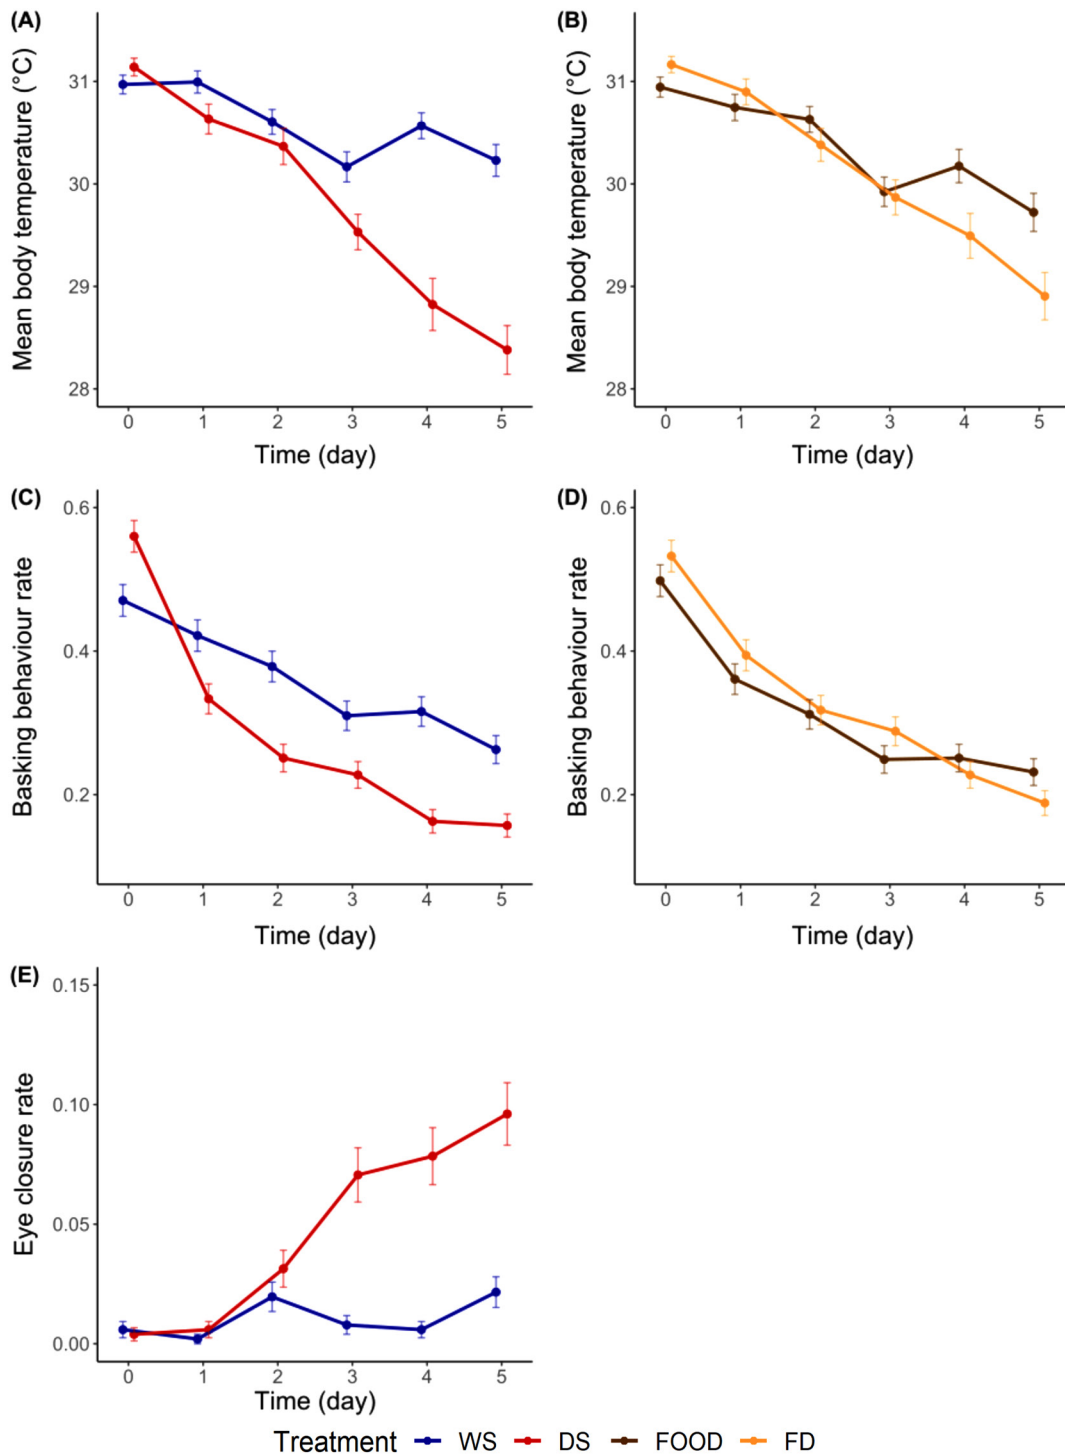 (A)
Mean body temperature (°C)
31
30
29
28
0 1 2 3 4 5
Time (day)
(B)
Mean body temperature (°C)
31
30
29
28
0 1 2 3 4 5
Time (day)
(C)
Basking behaviour rate
0.6
0.4
0.2
0 1 2 3 4 5
Time (day)
(D)
Basking behaviour rate
0.6
0.4
0.2
0 1 2 3 4 5
Time (day)
(E)
Eye closure rate
0.15
0.10
0.05
0.00
0 1 2 3 4 5
Time (day)
Treatment WS DS FOOD FD